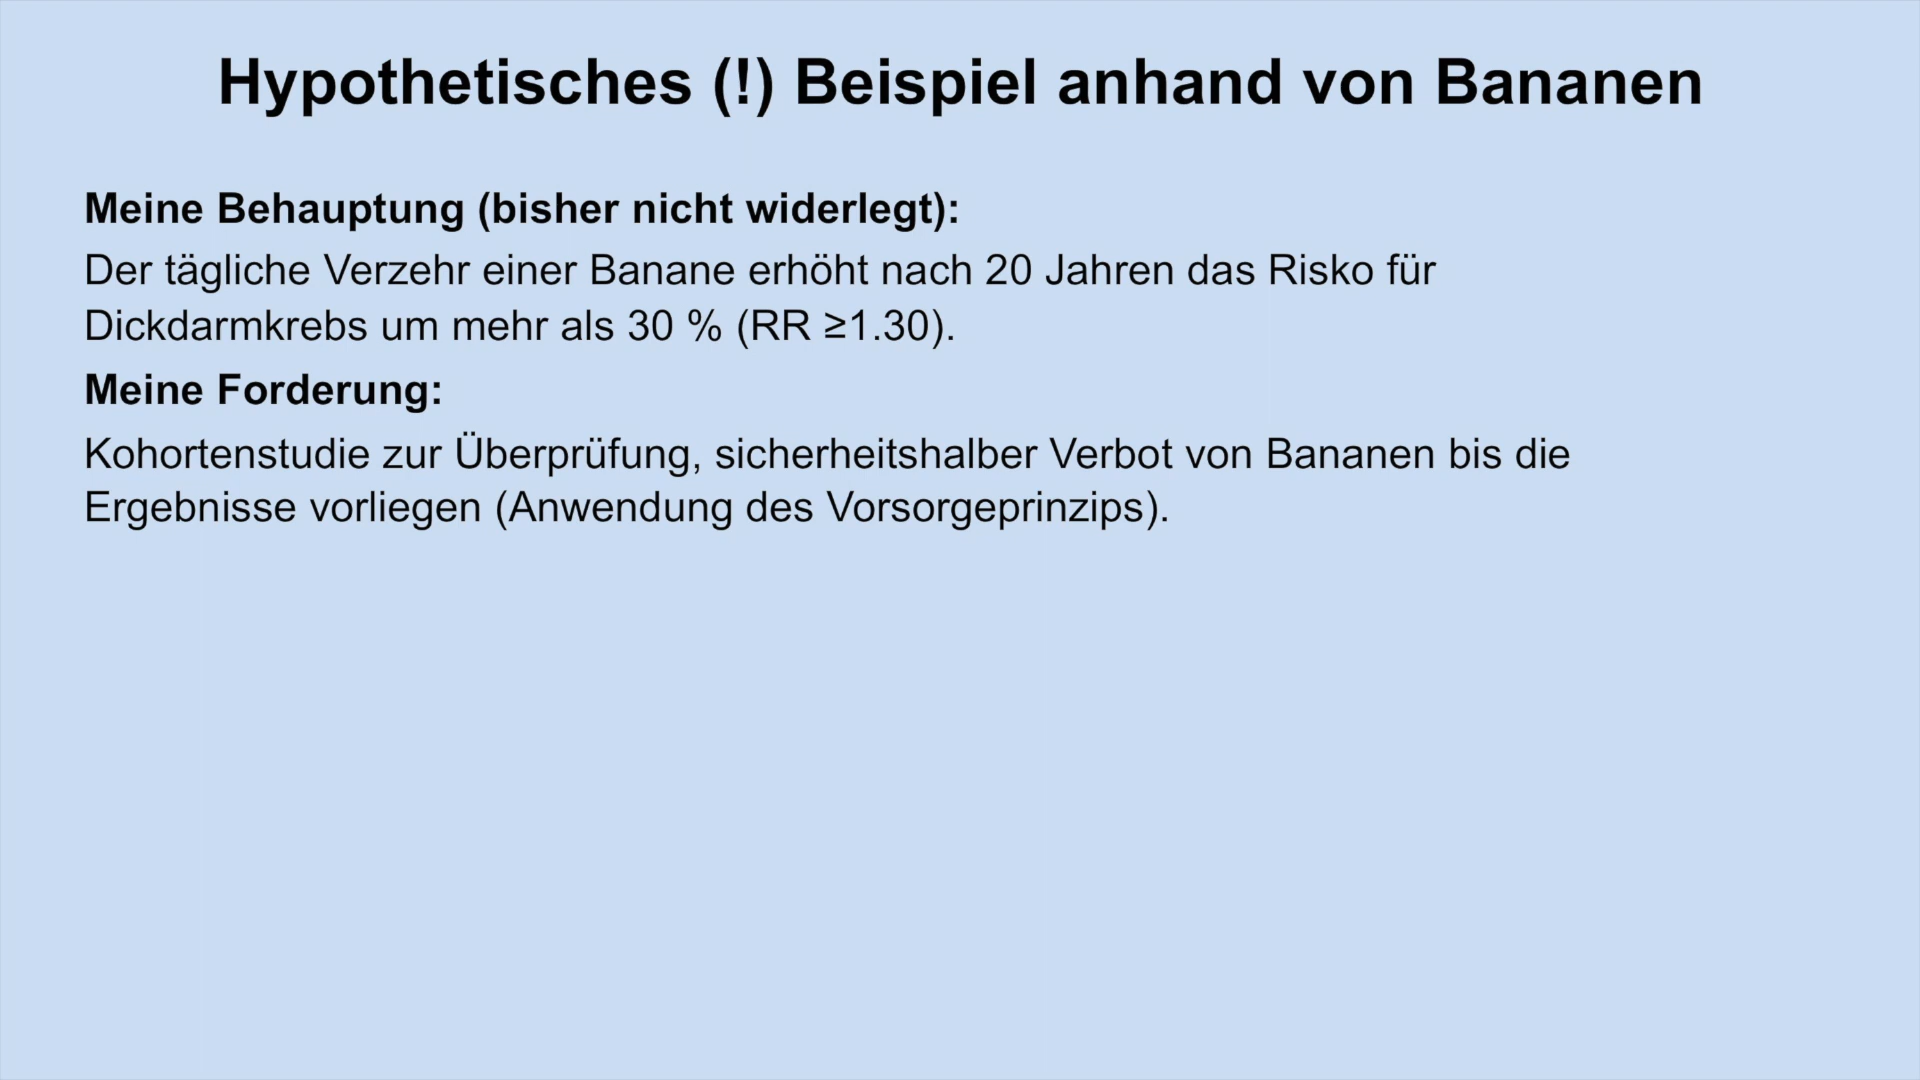 Hypothetisches (!) Beispiel anhand von Bananen
Meine Behauptung (bisher nicht widerlegt):
Der tägliche Verzehr einer Banane erhöht nach 20 Jahren das Risko für
Dickdarmkrebs um mehr als 30 % (RR ≥1.30).
Meine Forderung:
Kohortenstudie zur Überprüfung, sicherheitshalber Verbot von Bananen bis die
Ergebnisse vorliegen (Anwendung des Vorsorgeprinzips).